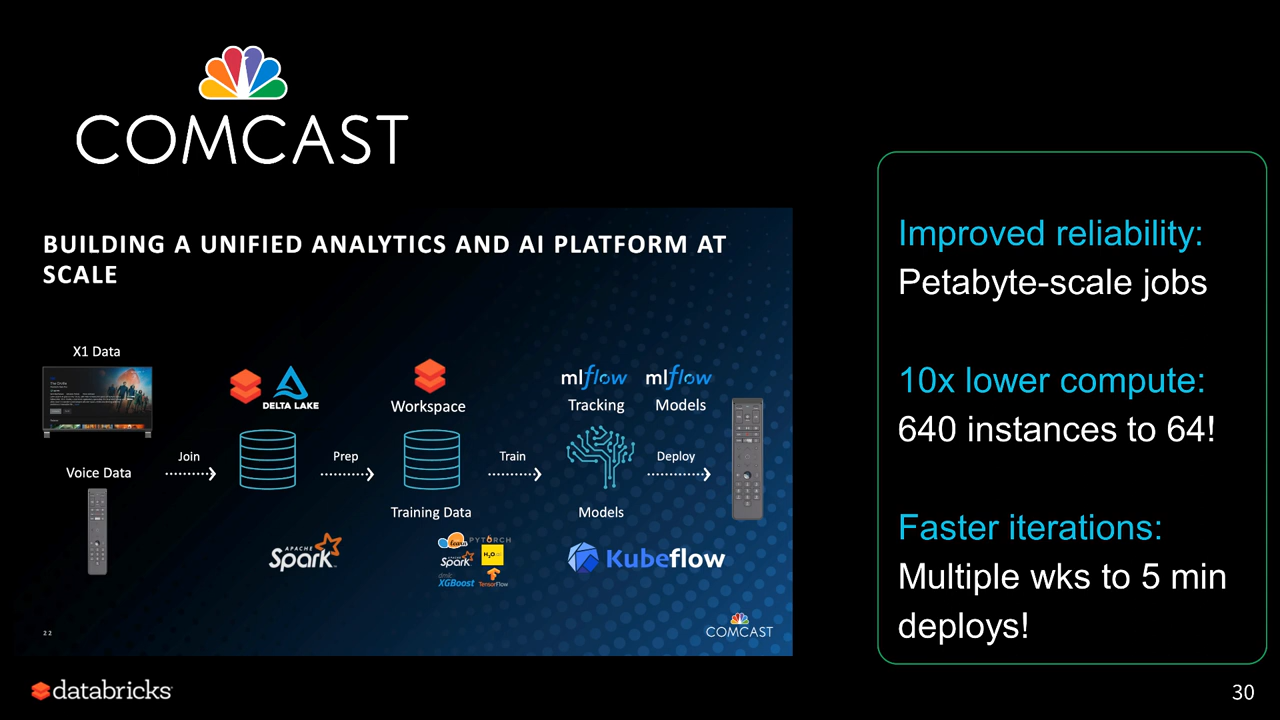 COMCAST
BUILDING A UNIFIED ANALYTICS AND AI PLATFORM AT
SCALE
X1 Data
Voice Data
Join
DELTA LAKE
Prep
Workspace
Training Data
Train
mlflow
Tracking
mlflow
Models
Models
Deploy
APACHE
Spark
learn
PYTORCH
APACHE
Spark
H2O
dmlc
XGBoost
TensorFlow
Kubeflow
22
COMCAST
Improved reliability:
Petabyte-scale jobs
10x lower compute:
640 instances to 64!
Faster iterations:
Multiple wks to 5 min
deploys!
databricks
30